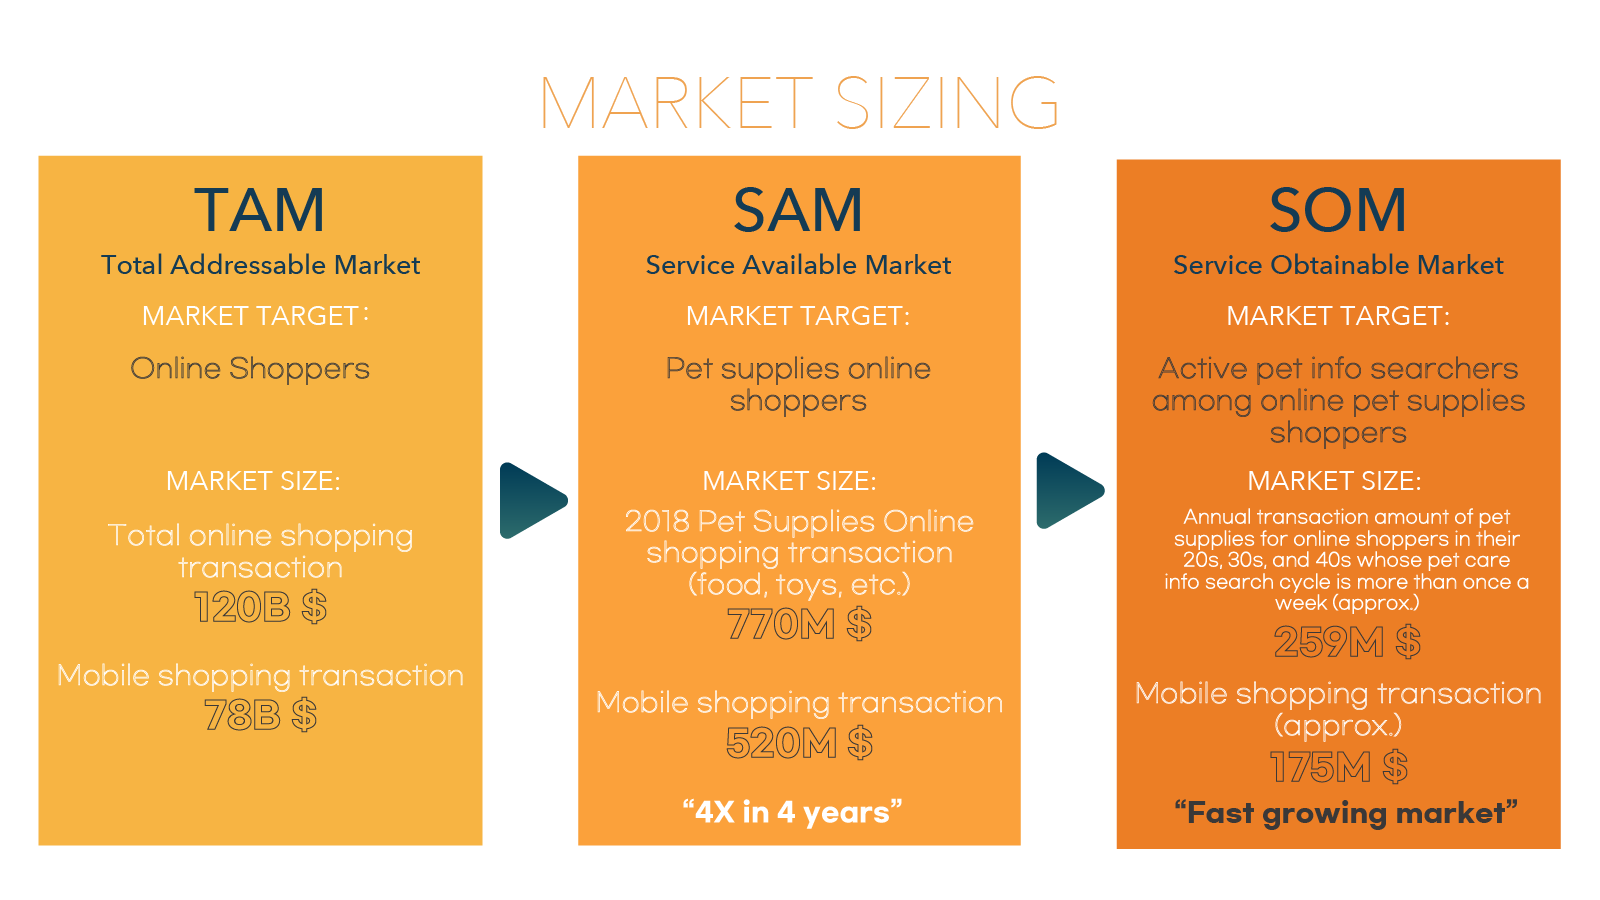 MARKET SIZING
TAM
Total Addressable Market
MARKET TARGET:
Online Shoppers
MARKET SIZE:
Total online shopping
transaction
120B $
Mobile shopping transaction
78B $
SAM
Service Available Market
MARKET TARGET:
Pet supplies online
shoppers
MARKET SIZE:
2018 Pet Supplies Online
shopping transaction
(food, toys, etc.)
770M $
Mobile shopping transaction
520M $
“4X in 4 years”
SOM
Service Obtainable Market
MARKET TARGET:
Active pet info searchers
among online pet supplies
shoppers
MARKET SIZE:
Annual transaction amount of pet
supplies for online shoppers in their
20s, 30s, and 40s whose pet care
info search cycle is more than once a
week (approx.)
259M $
Mobile shopping transaction
(approx.)
175M $
“Fast growing market”